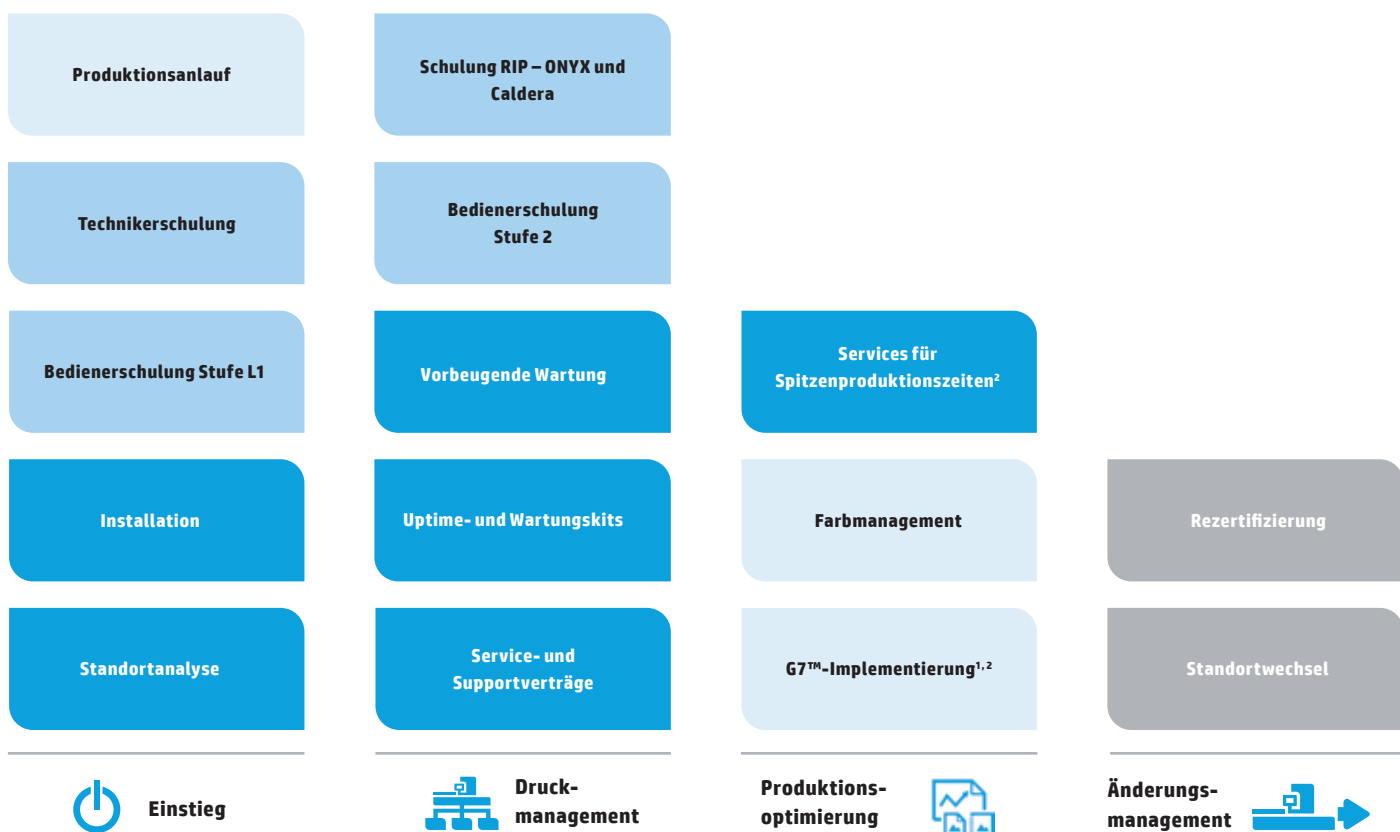 Produktionsanlauf
Schulung RIP – ONYX und
Caldera
Technikerschulung
Bedienerschulung
Stufe 2
Bedienerschulung Stufe L1
Vorbeugende Wartung
Services für
Spitzenproduktionszeiten²
Installation
Uptime- und Wartungskits
Farbmanagement
Rezertifizierung
Standortanalyse
Service- und
Supportverträge
G7™-Implementierung¹,²
Standortwechsel
Einstieg
Druck-
management
Produktions-
optimierung
Änderungs-
management